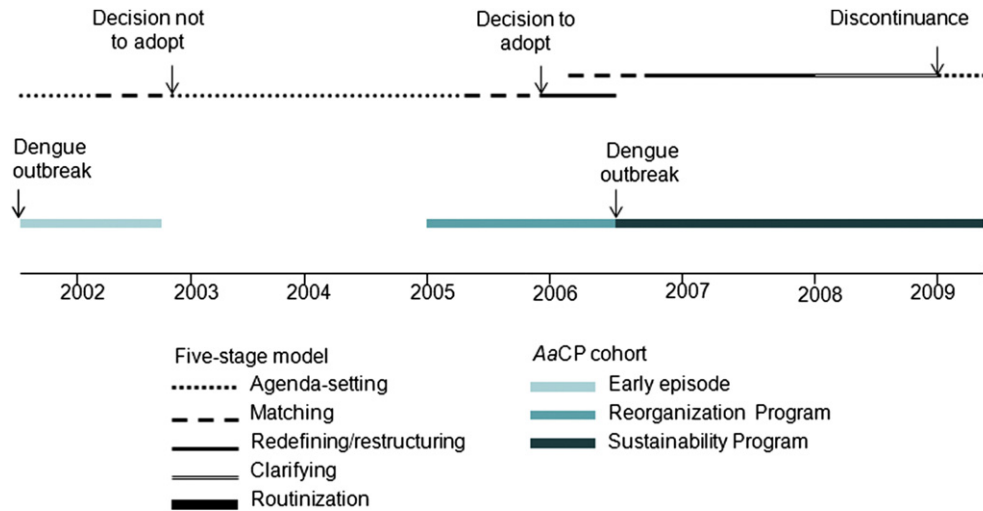 Decision not
to adopt
Decision to
adopt
Discontinuance
Dengue
outbreak
Dengue
outbreak
2002
2003
2004
2005
2006
2007
2008
2009
Five-stage model
Agenda-setting
Matching
Redefining/restructuring
Clarifying
Routinization
AaCP cohort
Early episode
Reorganization Program
Sustainability Program